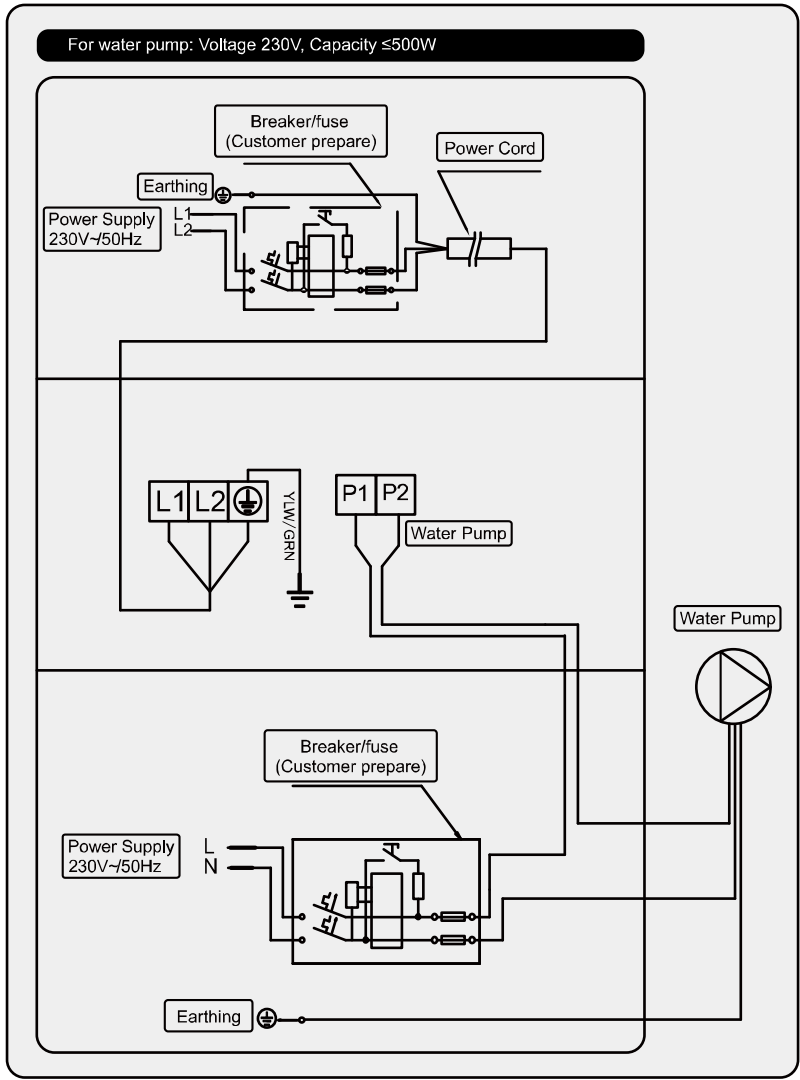 For water pump: Voltage 230V, Capacity ≤500W
Breaker/fuse
(Customer prepare)
Power Cord
Earthing
Power Supply
230V~/50Hz
L1
L2
L1 L2
YLW/GRN
P1 P2
Water Pump
Water Pump
Breaker/fuse
(Customer prepare)
Power Supply
230V~/50Hz
L
N
Earthing